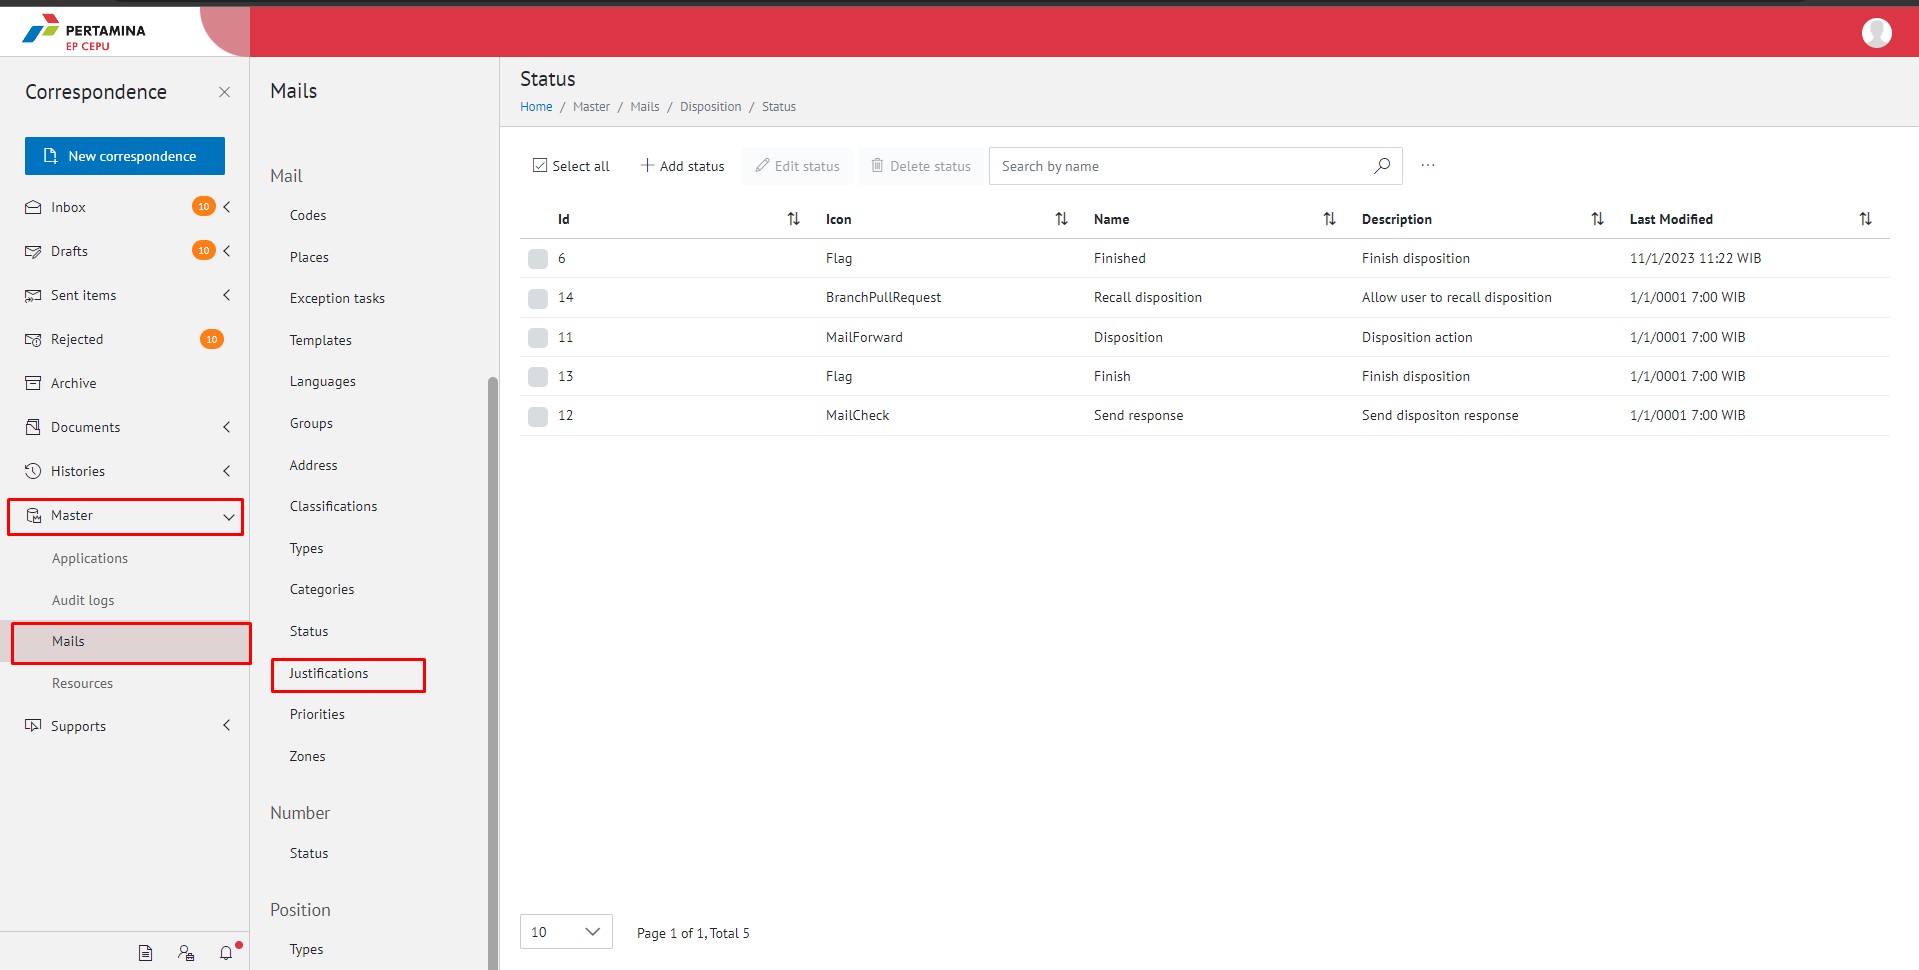 PERTAMINA
EP CEPU
Correspondence
New correspondence
Inbox 10
Drafts 10
Sent items
Rejected 10
Archive
Documents
Histories
Master
Applications
Audit logs
Mails
Resources
Supports
Mails
Mail
Codes
Places
Exception tasks
Templates
Languages
Groups
Address
Classifications
Types
Categories
Status
Justifications
Priorities
Zones
Number
Status
Position
Types
Status
Home / Master / Mails / Disposition / Status
Select all Add status Edit status Delete status Search by name ...
Id Icon Name Description Last Modified
6 Flag Finished Finish disposition 11/1/2023 11:22 WIB
14 BranchPullRequest Recall disposition Allow user to recall disposition 1/1/0001 7:00 WIB
11 MailForward Disposition Disposition action 1/1/0001 7:00 WIB
13 Flag Finish Finish disposition 1/1/0001 7:00 WIB
12 MailCheck Send response Send dispositon response 1/1/0001 7:00 WIB
10 Page 1 of 1, Total 5